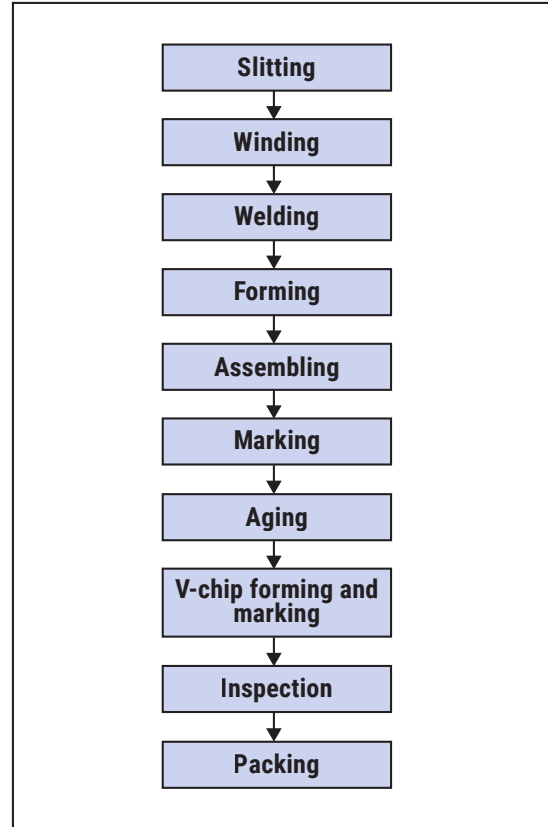 Slitting
Winding
Welding
Forming
Assembling
Marking
Aging
V-chip forming and
marking
Inspection
Packing